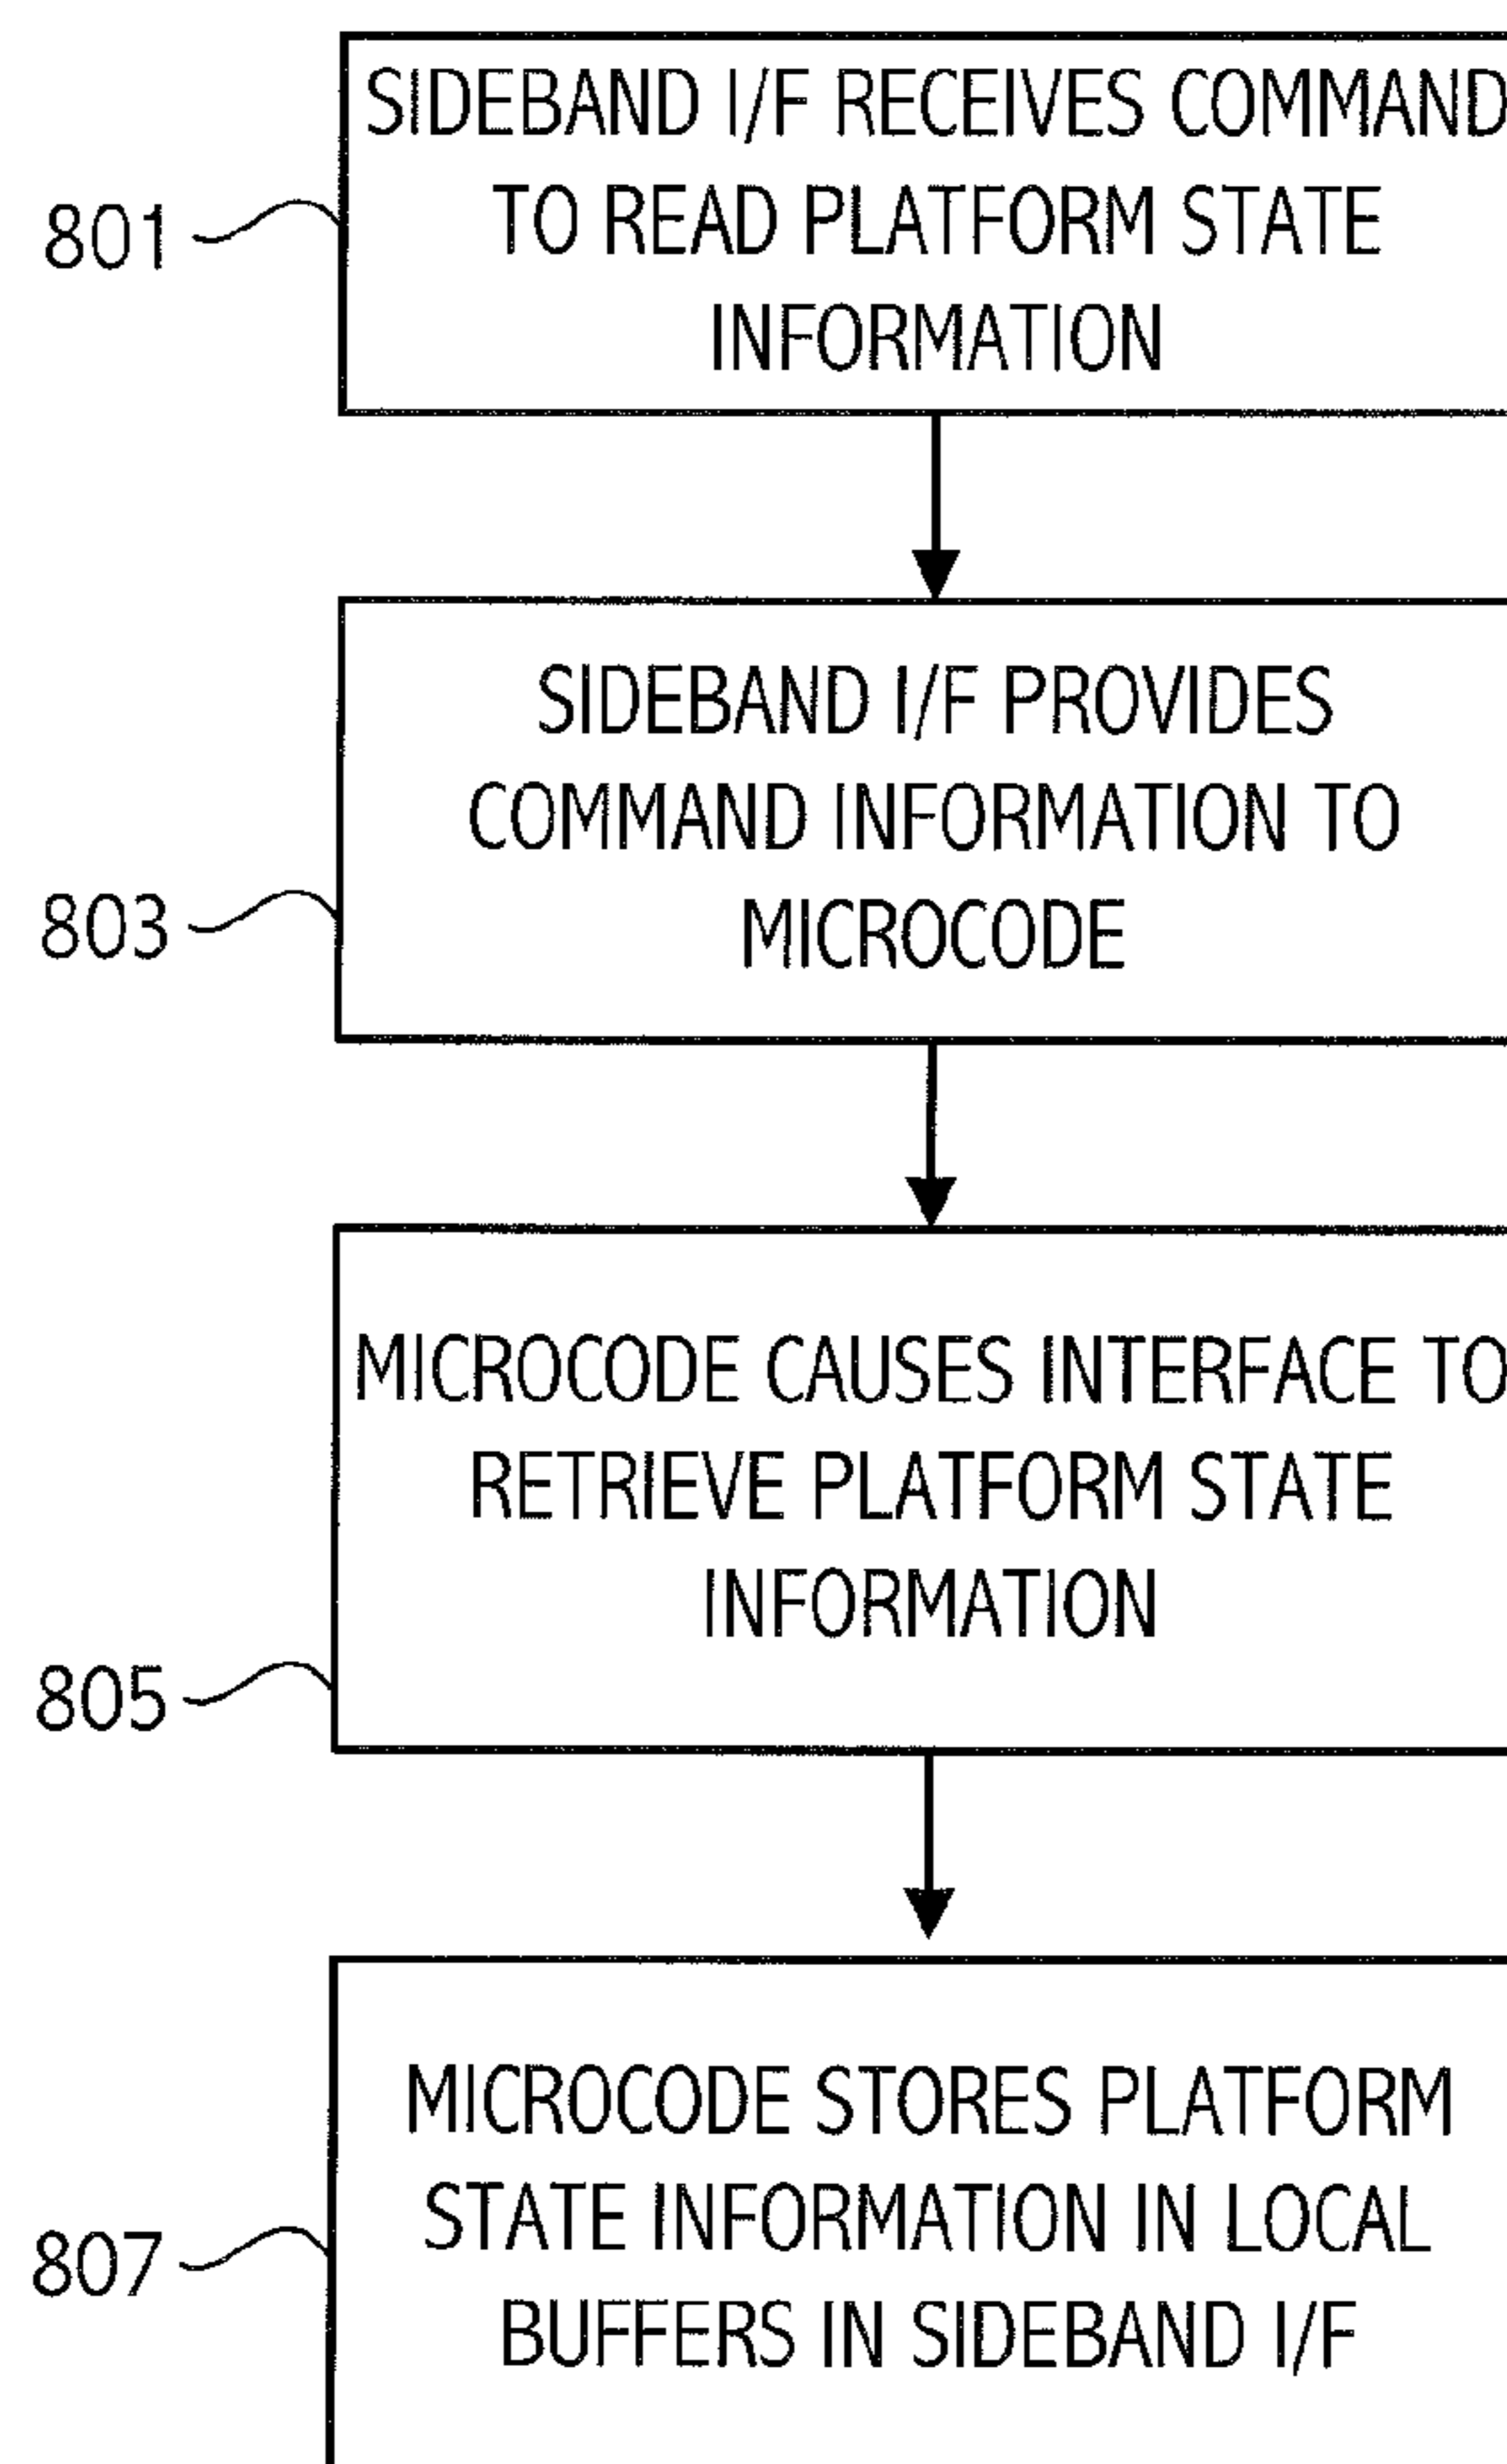 SIDEBAND I/F RECEIVES COMMAND
TO READ PLATFORM STATE
INFORMATION
801
SIDEBAND I/F PROVIDES
COMMAND INFORMATION TO
MICROCODE
803
MICROCODE CAUSES INTERFACE TO
RETRIEVE PLATFORM STATE
INFORMATION
805
MICROCODE STORES PLATFORM
STATE INFORMATION IN LOCAL
BUFFERS IN SIDEBAND I/F
807